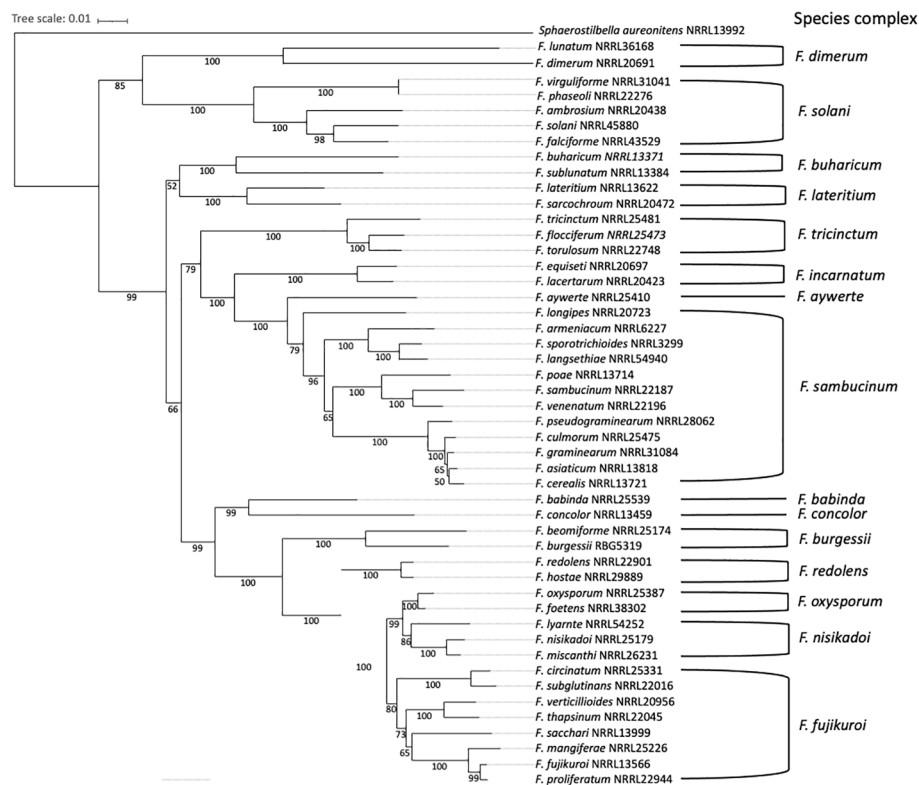 Tree scale: 0.01
Species complex
Sphaerostilbella aureonitens NRRL13992
F. lunatum NRRL36168
F. dimerum
100
F. dimerum NRRL20691
85
F. virguliforme NRRL31041
100
F. phaseoli NRRL22276
100
F. ambrosium NRRL20438
F. solani
100
F. solani NRRL45880
98
F. falciforme NRRL43529
F. buharicum NRRL13371
F. buharicum
100
F. sublunatum NRRL13384
52
F. lateritium NRRL13622
F. lateritium
100
F. sarcochroum NRRL20472
F. tricinctum NRRL25481
100
F. flocciferum NRRL25473
F. tricinctum
100
F. torulosum NRRL22748
79
F. equiseti NRRL20697
F. incarnatum
100
F. lacertarum NRRL20423
99
100
F. aywerte NRRL25410
F. aywerte
100
F. longipes NRRL20723
F. armeniacum NRRL6227
100
F. sporotrichioides NRRL3299
79
100
F. langsethiae NRRL54940
96
F. poae NRRL13714
F. sambucinum
100
F. sambucinum NRRL22187
100
F. venenatum NRRL22196
66
65
F. pseudograminearum NRRL28062
100
F. culmorum NRRL25475
100
F. graminearum NRRL31084
65
F. asiaticum NRRL13818
50
F. cerealis NRRL13721
F. babinda NRRL25539
F. babinda
99
F. concolor NRRL13459
F. concolor
F. beomiforme NRRL25174
99
100
F. burgessii
F. burgessii RBG5319
F. redolens NRRL22901
100
100
F. redolens
F. hostae NRRL29889
F. oxysporum NRRL25387
F. oxysporum
100
F. foetens NRRL38302
100
99
F. lyarnte NRRL54252
F. nisikadoi
86
F. nisikadoi NRRL25179
100
F. miscanthi NRRL26231
100
F. circinatum NRRL25331
100
F. subglutinans NRRL22016
F. verticillioides NRRL20956
80
100
F. thapsinum NRRL22045
F. fujikuroi
73
F. sacchari NRRL13999
65
F. mangiferae NRRL25226
100
F. fujikuroi NRRL13566
99
F. proliferatum NRRL22944